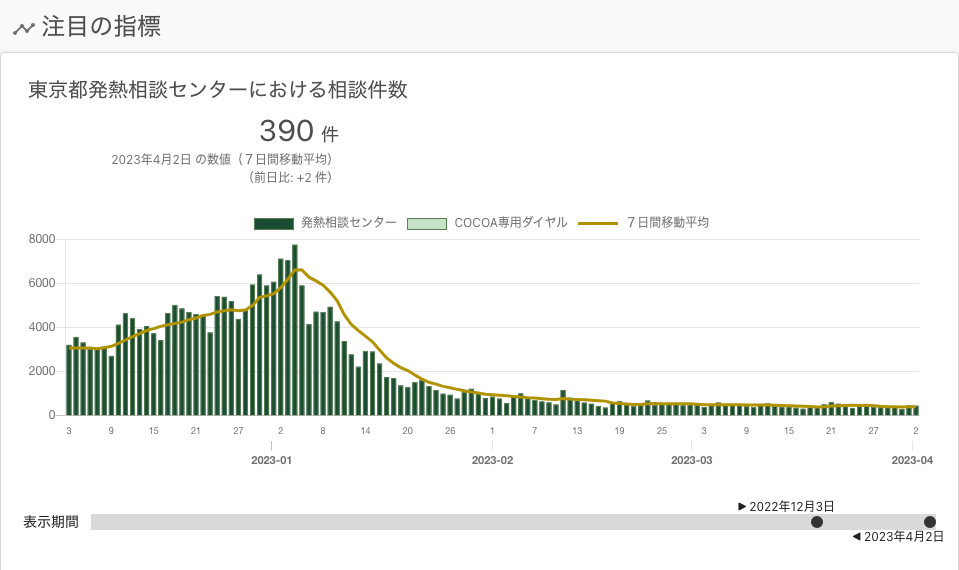 注目の指標
東京都発熱相談センターにおける相談件数
390 件
2023年4月2日 の数値（７日間移動平均）
（前日比: +2 件）
発熱相談センター COCOA専用ダイヤル ７日間移動平均
8000
6000
4000
2000
0
3 9 15 21 27 2 8 14 20 26 1 7 13 19 25 3 9 15 21 27 2
2023-01 2023-02 2023-03 2023-04
▶ 2022年12月3日
表示期間
◀ 2023年4月2日